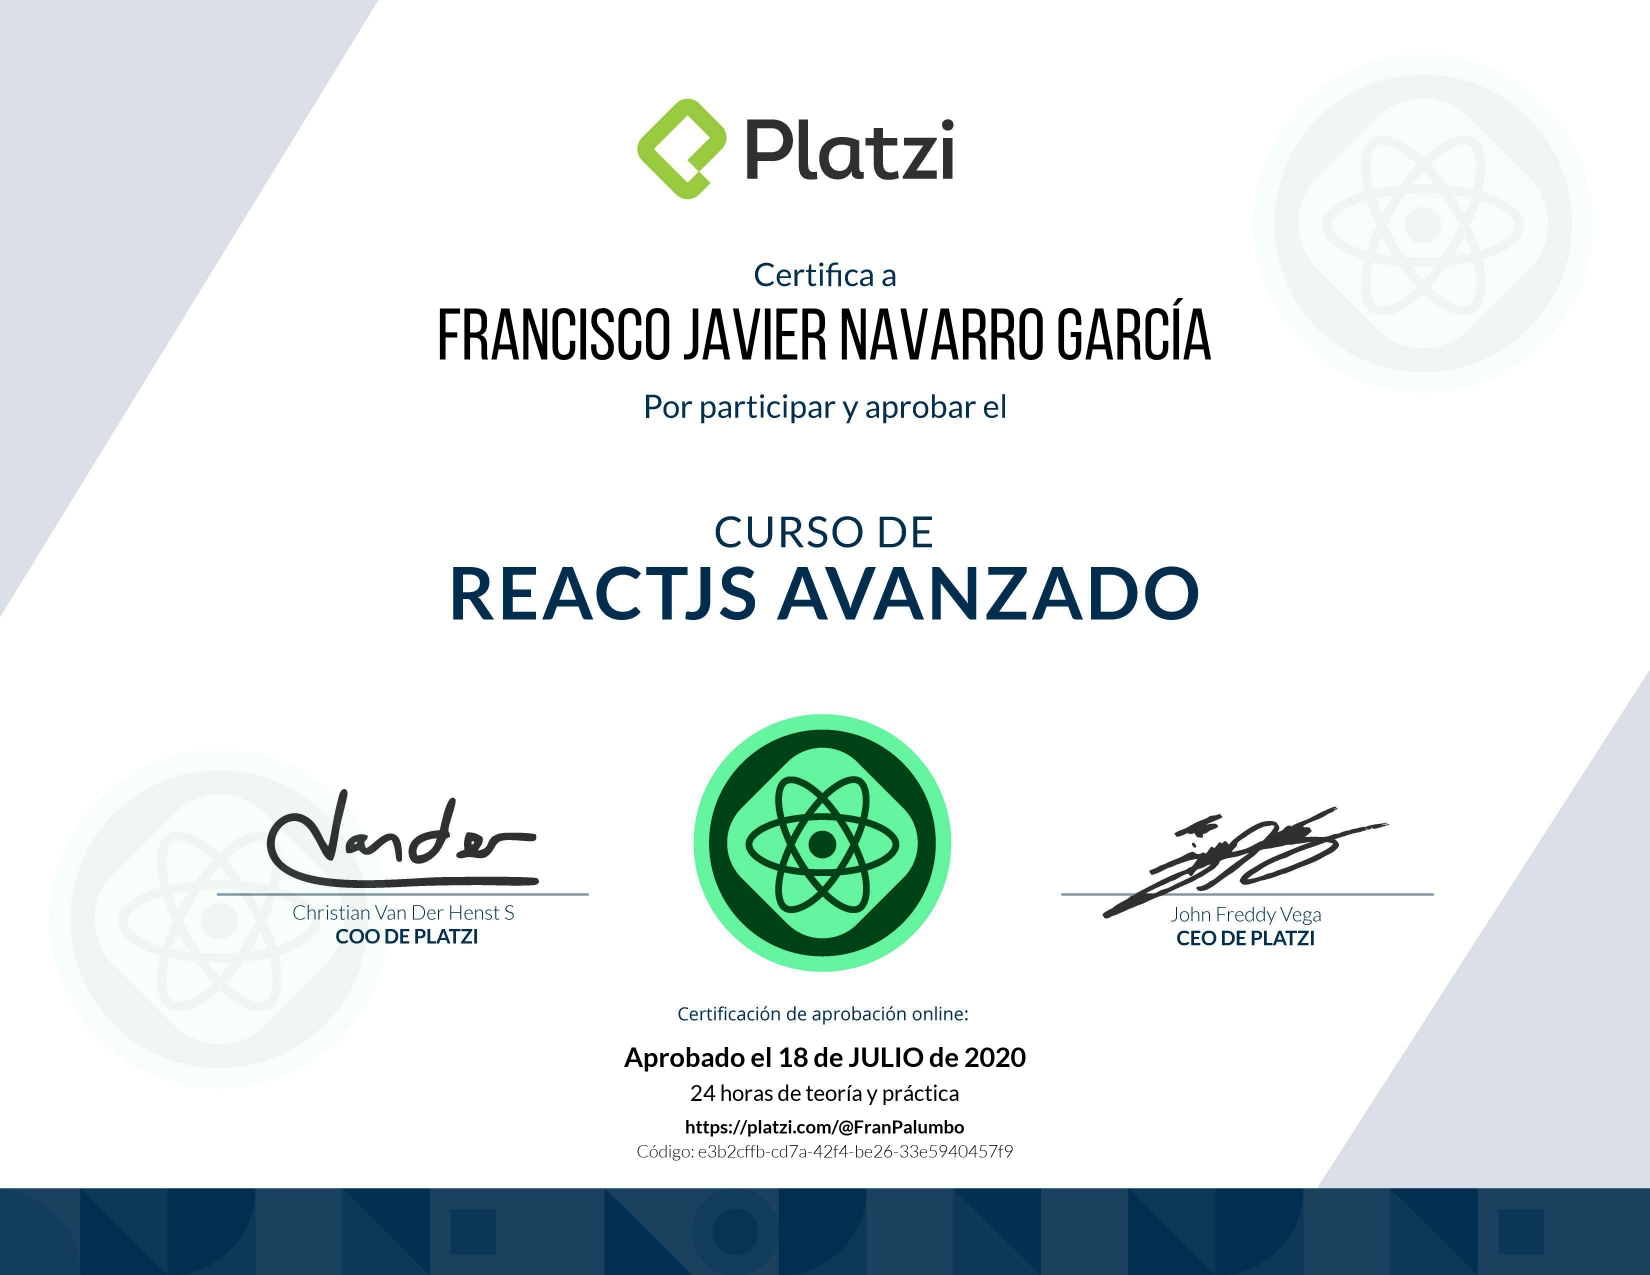 Platzi
Certifica a
FRANCISCO JAVIER NAVARRO GARCÍA
Por participar y aprobar el
CURSO DE
REACTJS AVANZADO
Vander
Christian Van Der Henst S
COO DE PLATZI
John Freddy Vega
CEO DE PLATZI
Certificación de aprobación online:
Aprobado el 18 de JULIO de 2020
24 horas de teoría y práctica
https://platzi.com/@FranPalumbo
Código: e3b2cffb-cd7a-42f4-be26-33e5940457f9